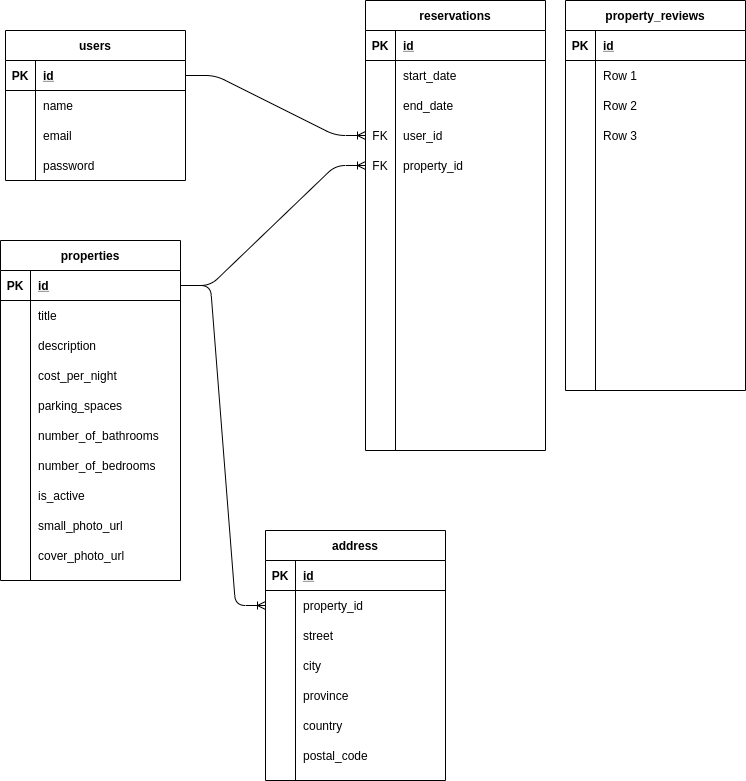 users
PK id
name
email
password
reservations
PK id
start_date
end_date
FK user_id
FK property_id
property_reviews
PK id
Row 1
Row 2
Row 3
properties
PK id
title
description
cost_per_night
parking_spaces
number_of_bathrooms
number_of_bedrooms
is_active
small_photo_url
cover_photo_url
address
PK id
property_id
street
city
province
country
postal_code